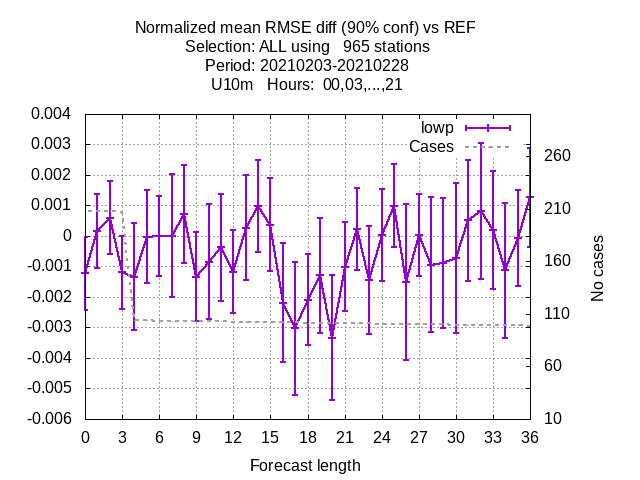 Normalized mean RMSE diff (90% conf) vs REF
Selection: ALL using   965 stations
Period: 20210203-20210228
U10m   Hours:  00,03,...,21
0.004
0.003
0.002
0.001
0
-0.001
-0.002
-0.003
-0.004
-0.005
-0.006
lowp
Cases
260
210
160
110
60
10
No cases
0 3 6 9 12 15 18 21 24 27 30 33 36
Forecast length